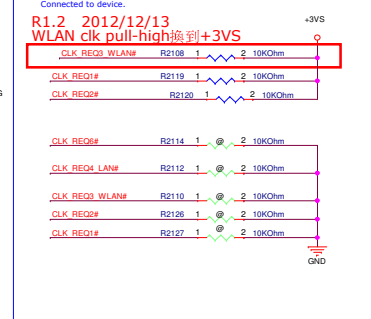 Connected to device.
R1.2 2012/12/13
WLAN clk pull-high換到+3VS
+3VS
CLK_REQ3_WLAN# R2108 1 2 10KOhm
CLK_REQ1# R2119 1 2 10KOhm
CLK_REQ2# R2120 1 2 10KOhm
CLK_REQ6# R2114 1 @ 2 10KOhm
CLK_REQ4_LAN# R2112 1 @ 2 10KOhm
CLK_REQ3_WLAN# R2110 1 @ 2 10KOhm
CLK_REQ2# R2126 1 @ 2 10KOhm
CLK_REQ1# R2127 1 @ 2 10KOhm
GND